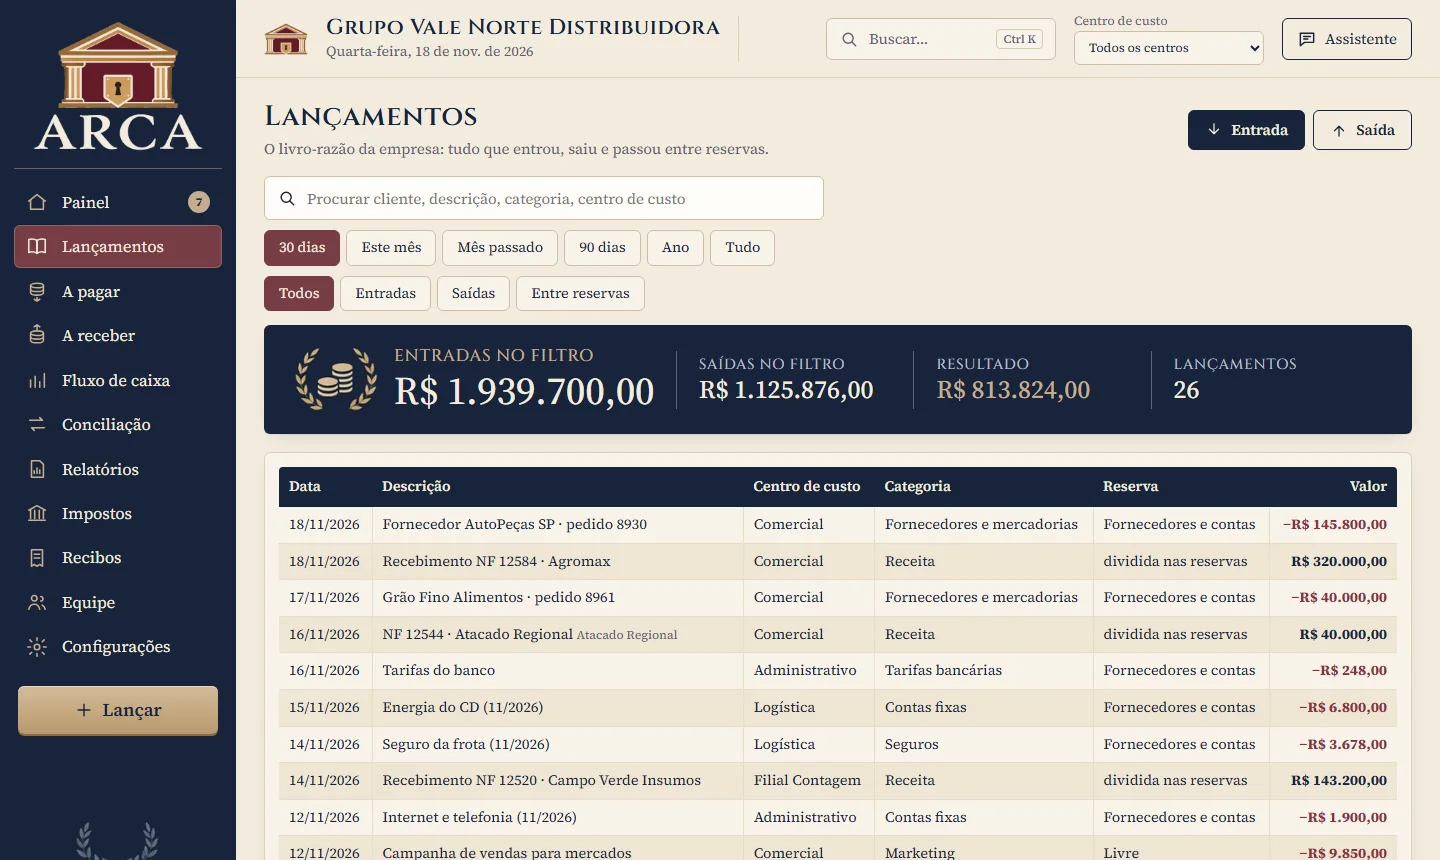 ARCA
Painel 7
Lançamentos
A pagar
A receber
Fluxo de caixa
Conciliação
Relatórios
Impostos
Recibos
Equipe
Configurações
+ Lançar
Grupo Vale Norte Distribuidora
Quarta-feira, 18 de nov. de 2026
Buscar... Ctrl K
Centro de custo
Todos os centros
Assistente
Lançamentos
O livro-razão da empresa: tudo que entrou, saiu e passou entre reservas.
↓ Entrada
↑ Saída
Procurar cliente, descrição, categoria, centro de custo
30 dias Este mês Mês passado 90 dias Ano Tudo
Todos Entradas Saídas Entre reservas
ENTRADAS NO FILTRO
R$ 1.939.700,00
SAÍDAS NO FILTRO
R$ 1.125.876,00
RESULTADO
R$ 813.824,00
LANÇAMENTOS
26
Data Descrição Centro de custo Categoria Reserva Valor
18/11/2026 Fornecedor AutoPeças SP · pedido 8930 Comercial Fornecedores e mercadorias Fornecedores e contas −R$ 145.800,00
18/11/2026 Recebimento NF 12584 · Agromax Comercial Receita dividida nas reservas R$ 320.000,00
17/11/2026 Grão Fino Alimentos · pedido 8961 Comercial Fornecedores e mercadorias Fornecedores e contas −R$ 40.000,00
16/11/2026 NF 12544 · Atacado Regional Atacado Regional Comercial Receita dividida nas reservas R$ 40.000,00
16/11/2026 Tarifas do banco Administrativo Tarifas bancárias Fornecedores e contas −R$ 248,00
15/11/2026 Energia do CD (11/2026) Logística Contas fixas Fornecedores e contas −R$ 6.800,00
14/11/2026 Seguro da frota (11/2026) Logística Seguros Fornecedores e contas −R$ 3.678,00
14/11/2026 Recebimento NF 12520 · Campo Verde Insumos Filial Contagem Receita dividida nas reservas R$ 143.200,00
12/11/2026 Internet e telefonia (11/2026) Administrativo Contas fixas Fornecedores e contas −R$ 1.900,00
12/11/2026 Campanha de vendas para mercados Comercial Marketing Livre −R$ 9.850,00